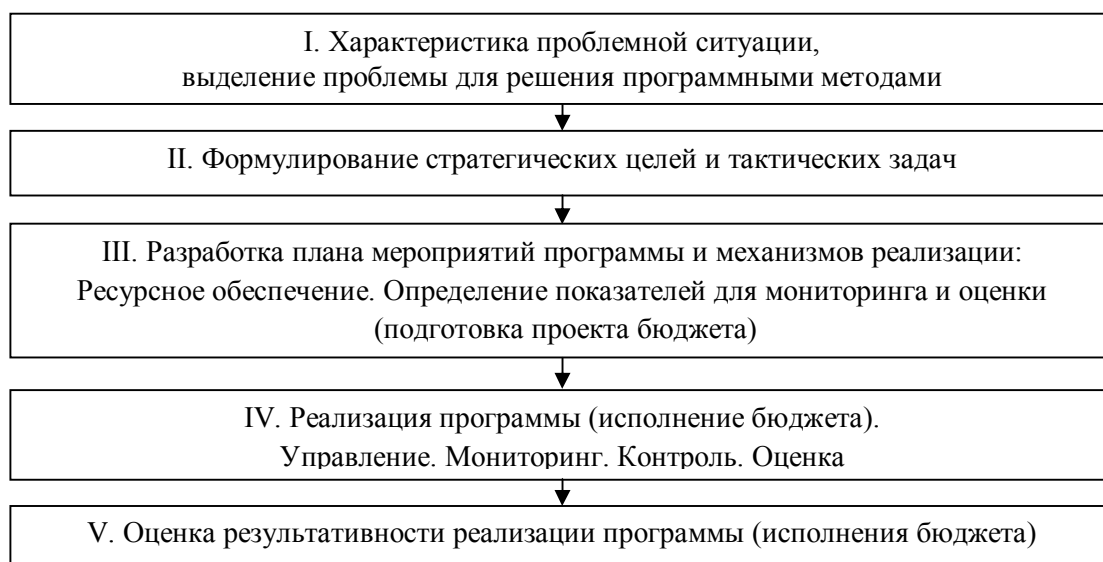 I. Характеристика проблемной ситуации,
выделение проблемы для решения программными методами
II. Формулирование стратегических целей и тактических задач
III. Разработка плана мероприятий программы и механизмов реализации:
Ресурсное обеспечение. Определение показателей для мониторинга и оценки
(подготовка проекта бюджета)
IV. Реализация программы (исполнение бюджета).
Управление. Мониторинг. Контроль. Оценка
V. Оценка результативности реализации программы (исполнения бюджета)